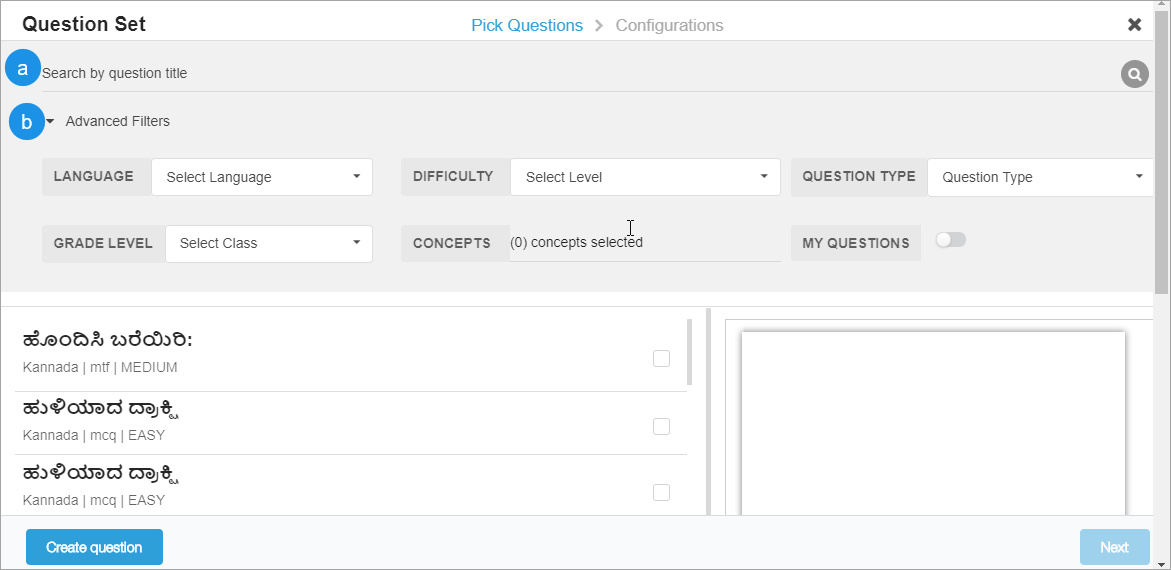 Question Set
Pick Questions > Configurations
a
Search by question title
b
Advanced Filters
LANGUAGE Select Language DIFFICULTY Select Level QUESTION TYPE Question Type
GRADE LEVEL Select Class CONCEPTS (0) concepts selected MY QUESTIONS
ಹೊಂದಿಸಿ ಬರೆಯಿರಿ:
Kannada | mtf | MEDIUM
ಹುಳಿಯಾದ ದ್ರಾಕ್ಷಿ
Kannada | mcq | EASY
ಹುಳಿಯಾದ ದ್ರಾಕ್ಷಿ
Kannada | mcq | EASY
Create question Next